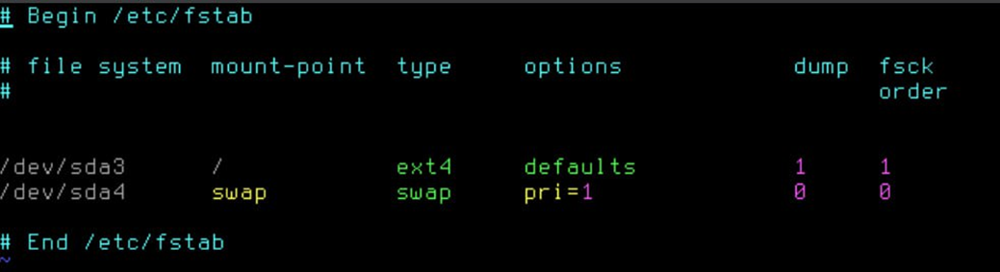 # Begin /etc/fstab
# file system  mount-point  type     options            dump  fsck
#                                                             order
/dev/sda3      /            ext4     defaults           1     1
/dev/sda4      swap         swap     pri=1              0     0
# End /etc/fstab
~